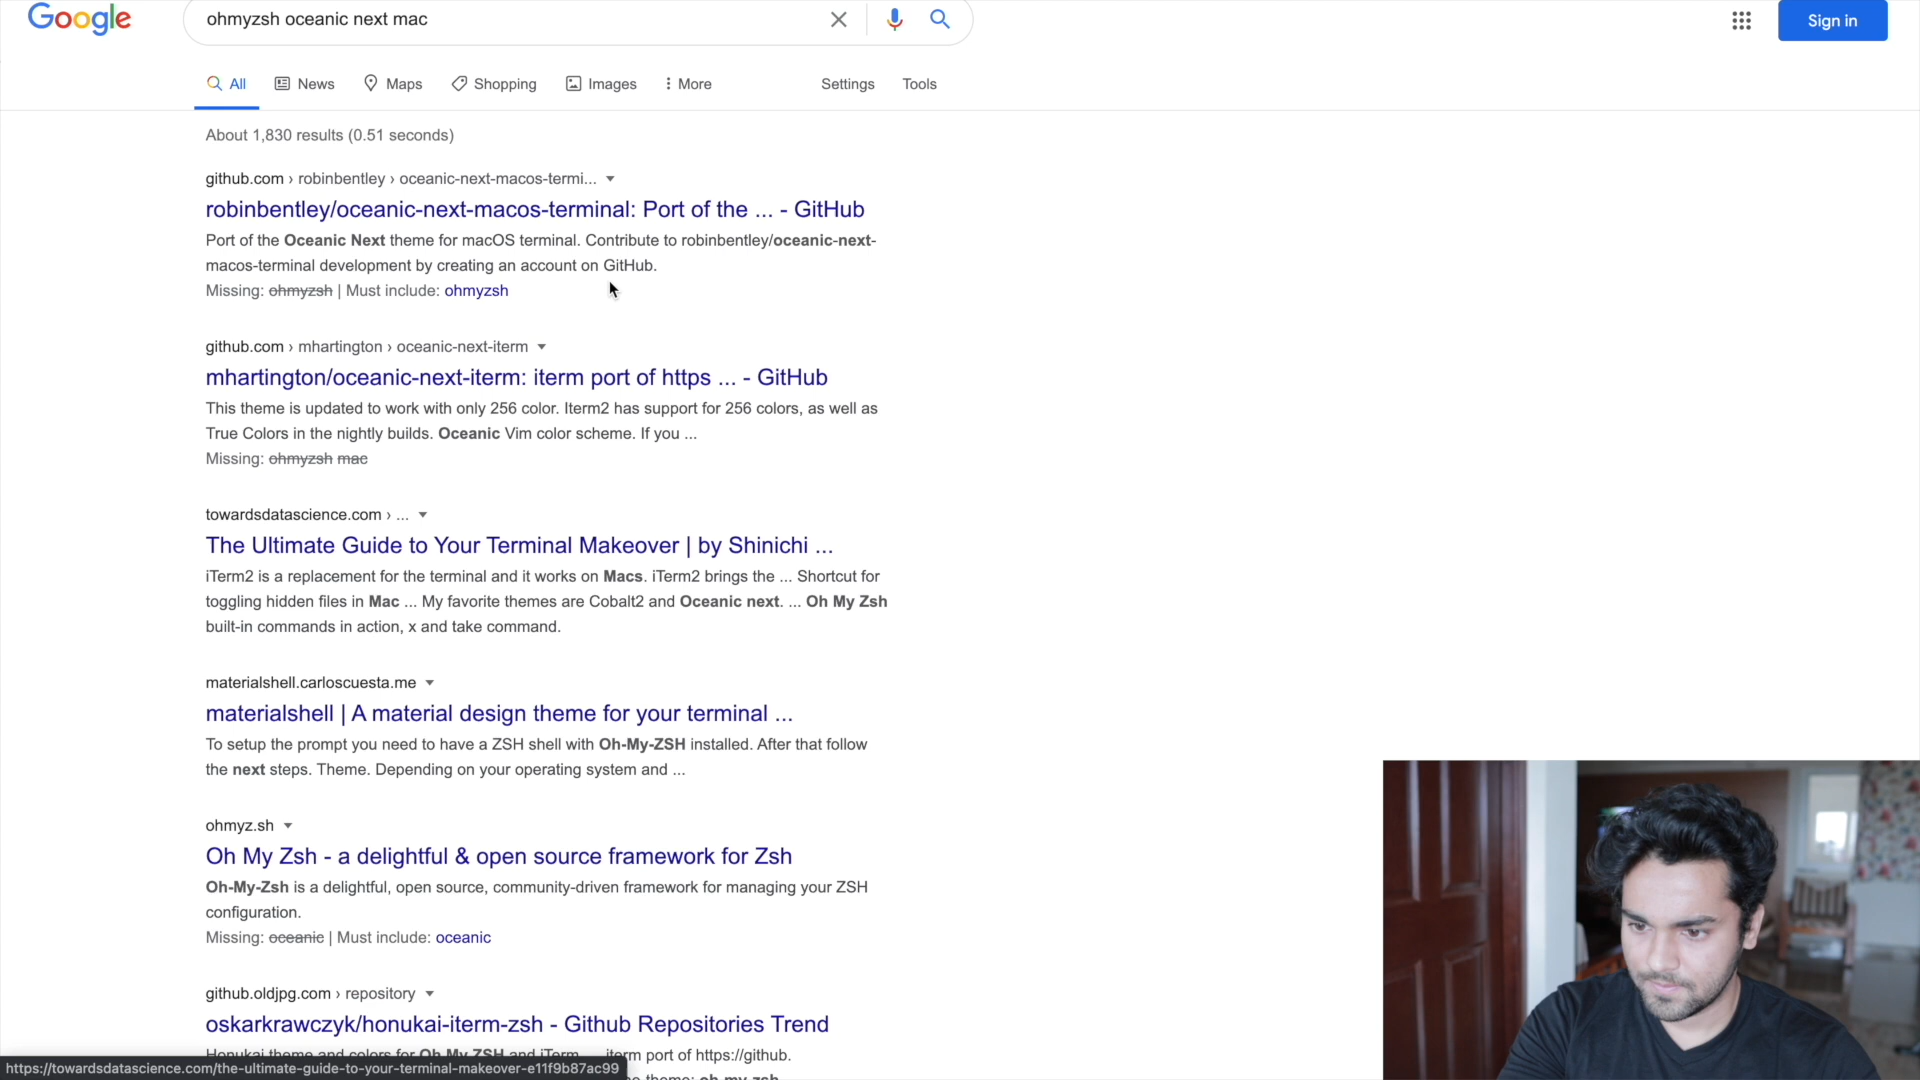 Google
ohmyzsh oceanic next mac
Sign in
All News Maps Shopping Images More Settings Tools
About 1,830 results (0.51 seconds)
github.com › robinbentley › oceanic-next-macos-termi...
robinbentley/oceanic-next-macos-terminal: Port of the ... - GitHub
Port of the Oceanic Next theme for macOS terminal. Contribute to robinbentley/oceanic-next-
macos-terminal development by creating an account on GitHub.
Missing: ohmyzsh | Must include: ohmyzsh
github.com › mhartington › oceanic-next-iterm
mhartington/oceanic-next-iterm: iterm port of https ... - GitHub
This theme is updated to work with only 256 color. Iterm2 has support for 256 colors, as well as
True Colors in the nightly builds. Oceanic Vim color scheme. If you ...
Missing: ohmyzsh mac
towardsdatascience.com › ...
The Ultimate Guide to Your Terminal Makeover | by Shinichi ...
iTerm2 is a replacement for the terminal and it works on Macs. iTerm2 brings the ... Shortcut for
toggling hidden files in Mac ... My favorite themes are Cobalt2 and Oceanic next. ... Oh My Zsh
built-in commands in action, x and take command.
materialshell.carloscuesta.me
materialshell | A material design theme for your terminal ...
To setup the prompt you need to have a ZSH shell with Oh-My-ZSH installed. After that follow
the next steps. Theme. Depending on your operating system and ...
ohmyz.sh
Oh My Zsh - a delightful & open source framework for Zsh
Oh-My-Zsh is a delightful, open source, community-driven framework for managing your ZSH
configuration.
Missing: oceanic | Must include: oceanic
github.oldjpg.com › repository
oskarkrawczyk/honukai-iterm-zsh - Github Repositories Trend
Honukai theme and colors for Oh My ZSH and iTerm ... iterm port of https://github.
https://towardsdatascience.com/the-ultimate-guide-to-your-terminal-makeover-e11f9b87ac99
theme: oh-my-zsh